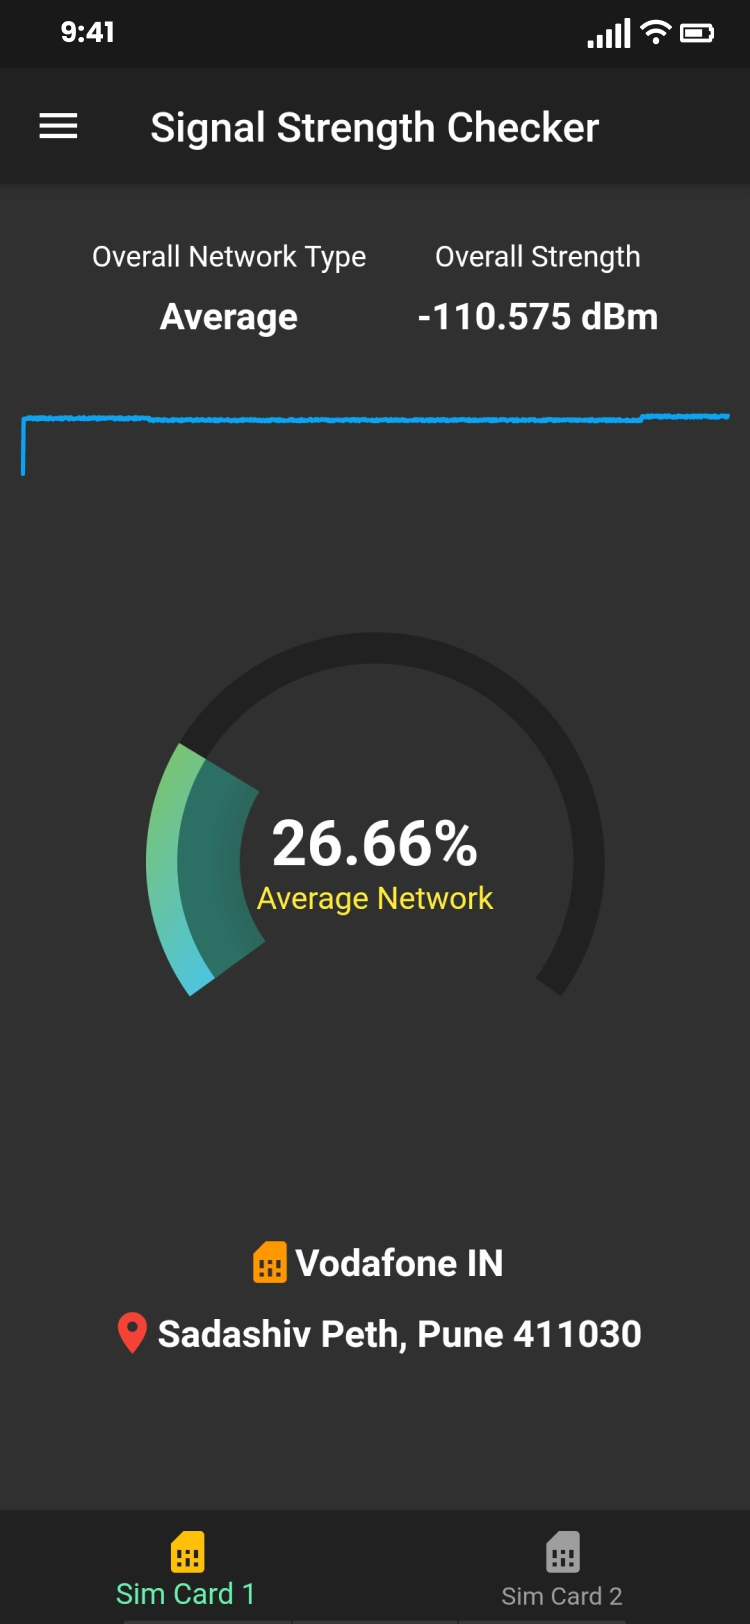 9:41
Signal Strength Checker
Overall Network Type
Overall Strength
Average
-110.575 dBm
26.66%
Average Network
Vodafone IN
Sadashiv Peth, Pune 411030
Sim Card 1
Sim Card 2